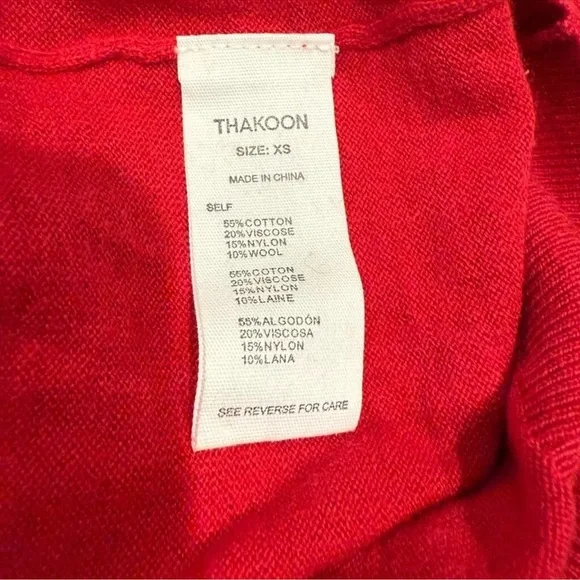 THAKOON
SIZE: XS
MADE IN CHINA
SELF
55%COTTON
20%VISCOSE
15%NYLON
10%WOOL
55%COTON
20%VISCOSE
15%NYLON
10%LAINE
55%ALGODÓN
20%VISCOSA
15%NYLON
10%LANA
SEE REVERSE FOR CARE